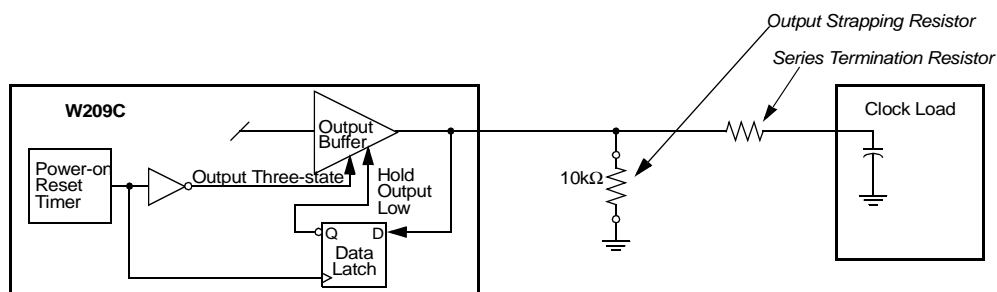 Output Strapping Resistor
Series Termination Resistor
W209C
Clock Load
Output
Buffer
Power-on
Reset
Timer
Output Three-state
Hold
Output
Low
10kΩ
Q D
Data
Latch